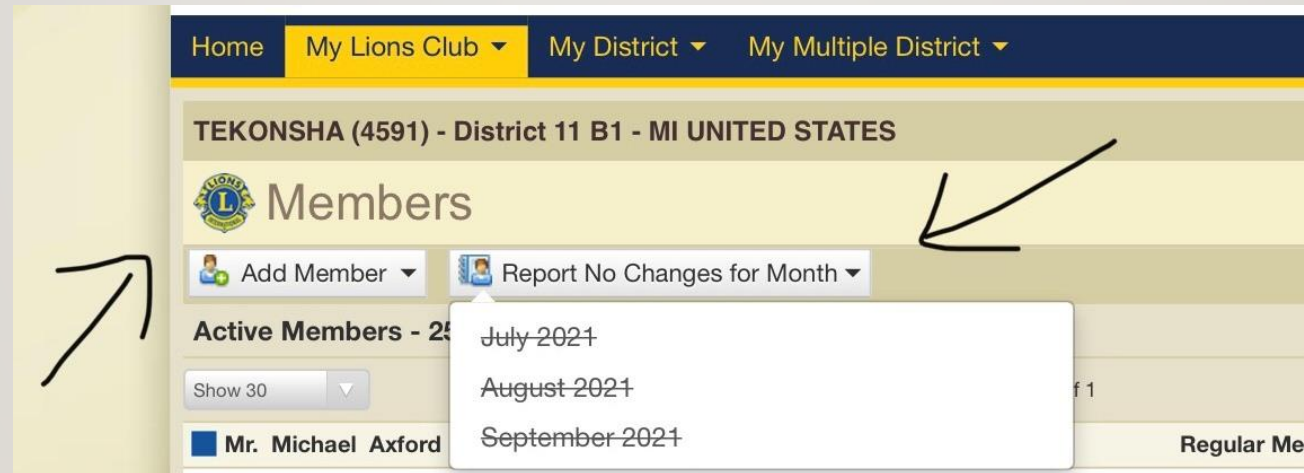 Home My Lions Club My District My Multiple District
TEKONSHA (4591) - District 11 B1 - MI UNITED STATES
Members
Add Member Report No Changes for Month
Active Members - 25
July 2021
Show 30
August 2021
f 1
Mr. Michael Axford
September 2021
Regular Me